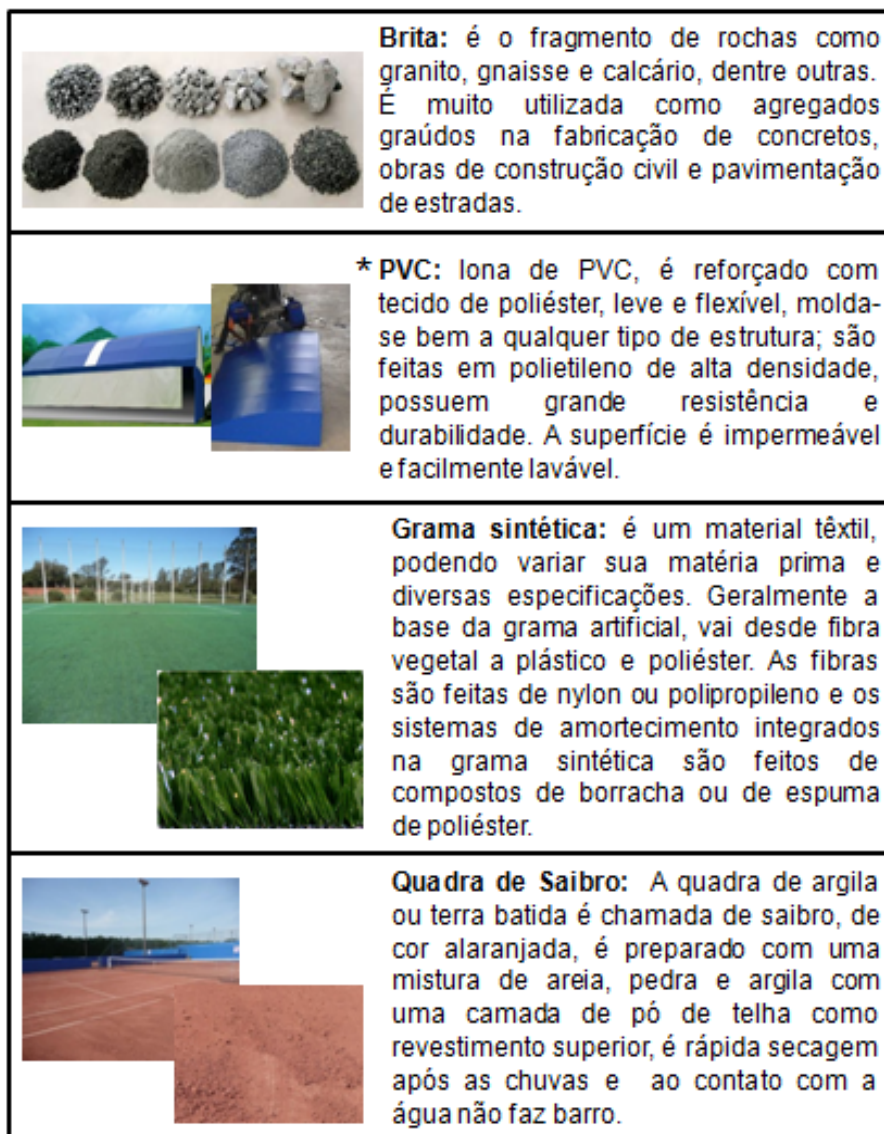 Brita: é o fragmento de rochas como
granito, gnaisse e calcário, dentre outras.
É muito utilizada como agregados
graúdos na fabricação de concretos,
obras de construção civil e pavimentação
de estradas.
* PVC: lona de PVC, é reforçado com
tecido de poliéster, leve e flexível, molda-
se bem a qualquer tipo de estrutura; são
feitas em polietileno de alta densidade,
possuem grande resistência e
durabilidade. A superfície é impermeável
e facilmente lavável.
Grama sintética: é um material têxtil,
podendo variar sua matéria prima e
diversas especificações. Geralmente a
base da grama artificial, vai desde fibra
vegetal a plástico e poliéster. As fibras
são feitas de nylon ou polipropileno e os
sistemas de amortecimento integrados
na grama sintética são feitos de
compostos de borracha ou de espuma
de poliéster.
Quadra de Saibro: A quadra de argila
ou terra batida é chamada de saibro, de
cor alaranjada, é preparado com uma
mistura de areia, pedra e argila com
uma camada de pó de telha como
revestimento superior, é rápida secagem
após as chuvas e ao contato com a
água não faz barro.